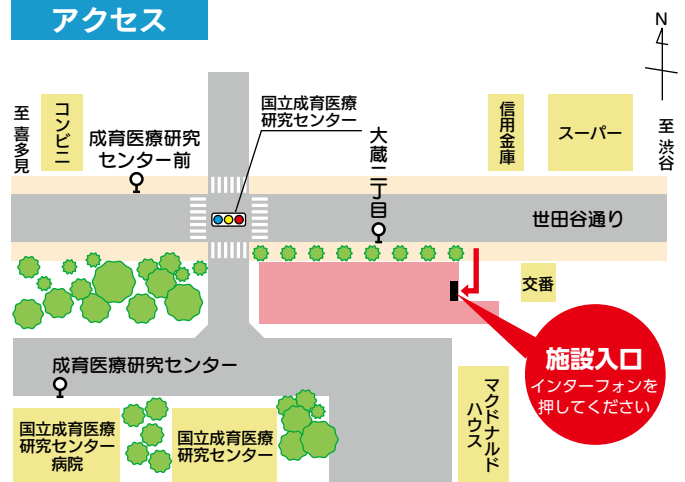 アクセス
N
至 喜多見
コンビニ
成育医療研究
センター前
国立成育医療
研究センター
大蔵二丁目
信用金庫
スーパー
至 渋谷
世田谷通り
交番
施設入口
インターフォンを
押してください
成育医療研究センター
国立成育医療
研究センター
病院
国立成育医療
研究センター
マクドナルド
ハウス